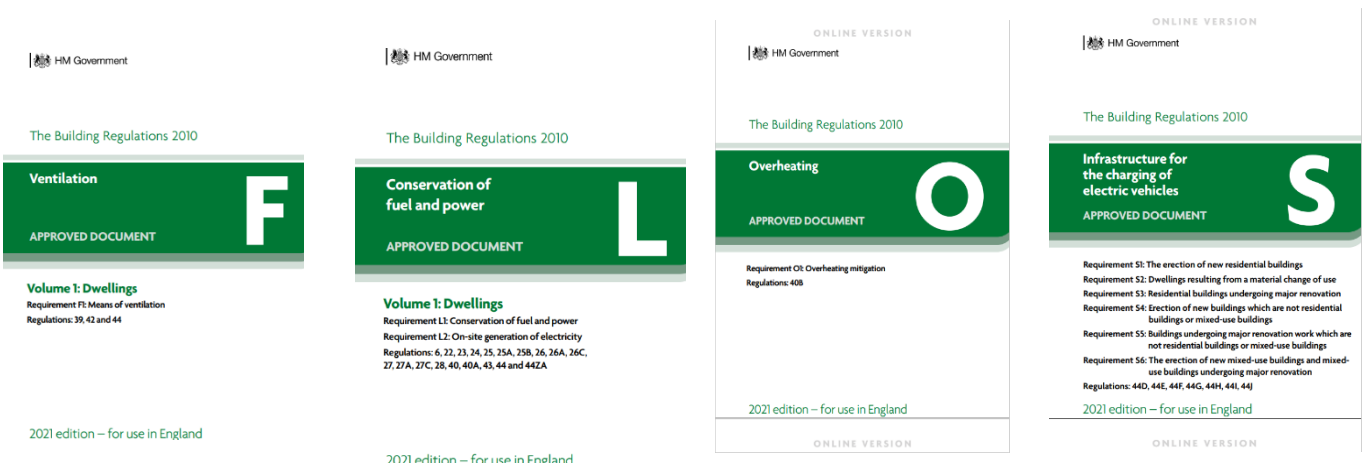 HM Government
The Building Regulations 2010
Ventilation
F
APPROVED DOCUMENT
Volume 1: Dwellings
Requirement F1: Means of ventilation
Regulations: 39, 42 and 44
2021 edition – for use in England
HM Government
The Building Regulations 2010
Conservation of
fuel and power
L
APPROVED DOCUMENT
Volume 1: Dwellings
Requirement L1: Conservation of fuel and power
Requirement L2: On-site generation of electricity
Regulations: 6, 22, 23, 24, 25, 25A, 25B, 26, 26A, 26C,
27, 27A, 27C, 28, 40, 40A, 43, 44 and 44ZA
2021 edition – for use in England
ONLINE VERSION
HM Government
The Building Regulations 2010
Overheating
O
APPROVED DOCUMENT
Requirement O1: Overheating mitigation
Regulations: 40B
2021 edition – for use in England
ONLINE VERSION
ONLINE VERSION
HM Government
The Building Regulations 2010
Infrastructure for
the charging of
electric vehicles
S
APPROVED DOCUMENT
Requirement S1: The erection of new residential buildings
Requirement S2: Dwellings resulting from a material change of use
Requirement S3: Residential buildings undergoing major renovation
Requirement S4: Erection of new buildings which are not residential
buildings or mixed-use buildings
Requirement S5: Buildings undergoing major renovation work which are
not residential buildings or mixed-use buildings
Requirement S6: The erection of new mixed-use buildings and mixed-
use buildings undergoing major renovation
Regulations: 44D, 44E, 44F, 44G, 44H, 44I, 44J
2021 edition – for use in England
ONLINE VERSION